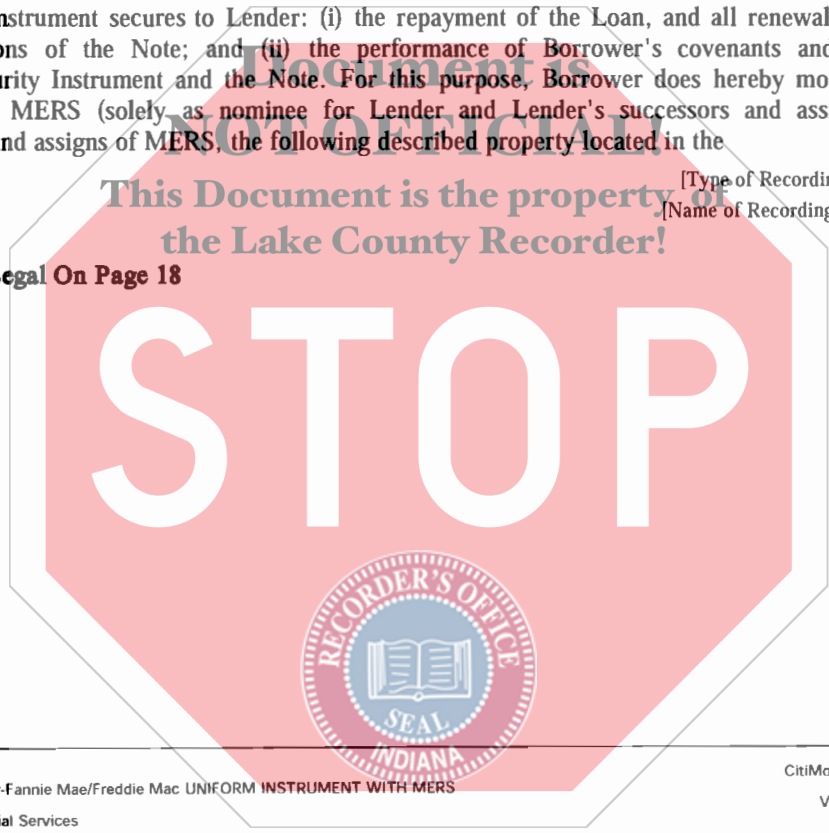 nstrument secures to Lender: (i) the repayment of the Loan, and all renewal
ons of the Note; and (ii) the performance of Borrower's covenants and
urity Instrument and the Note. For this purpose, Borrower does hereby mo
MERS (solely as nominee for Lender and Lender's successors and ass
nd assigns of MERS, the following described property located in the
Document is
NOT OFFICIAL!
This Document is the property of
the Lake County Recorder!
[Type of Recordin
[Name of Recording
egal On Page 18
STOP
RECORDER'S OFFICE
SEAL
INDIANA
-Fannie Mae/Freddie Mac UNIFORM INSTRUMENT WITH MERS
ial Services
CitiMo
V